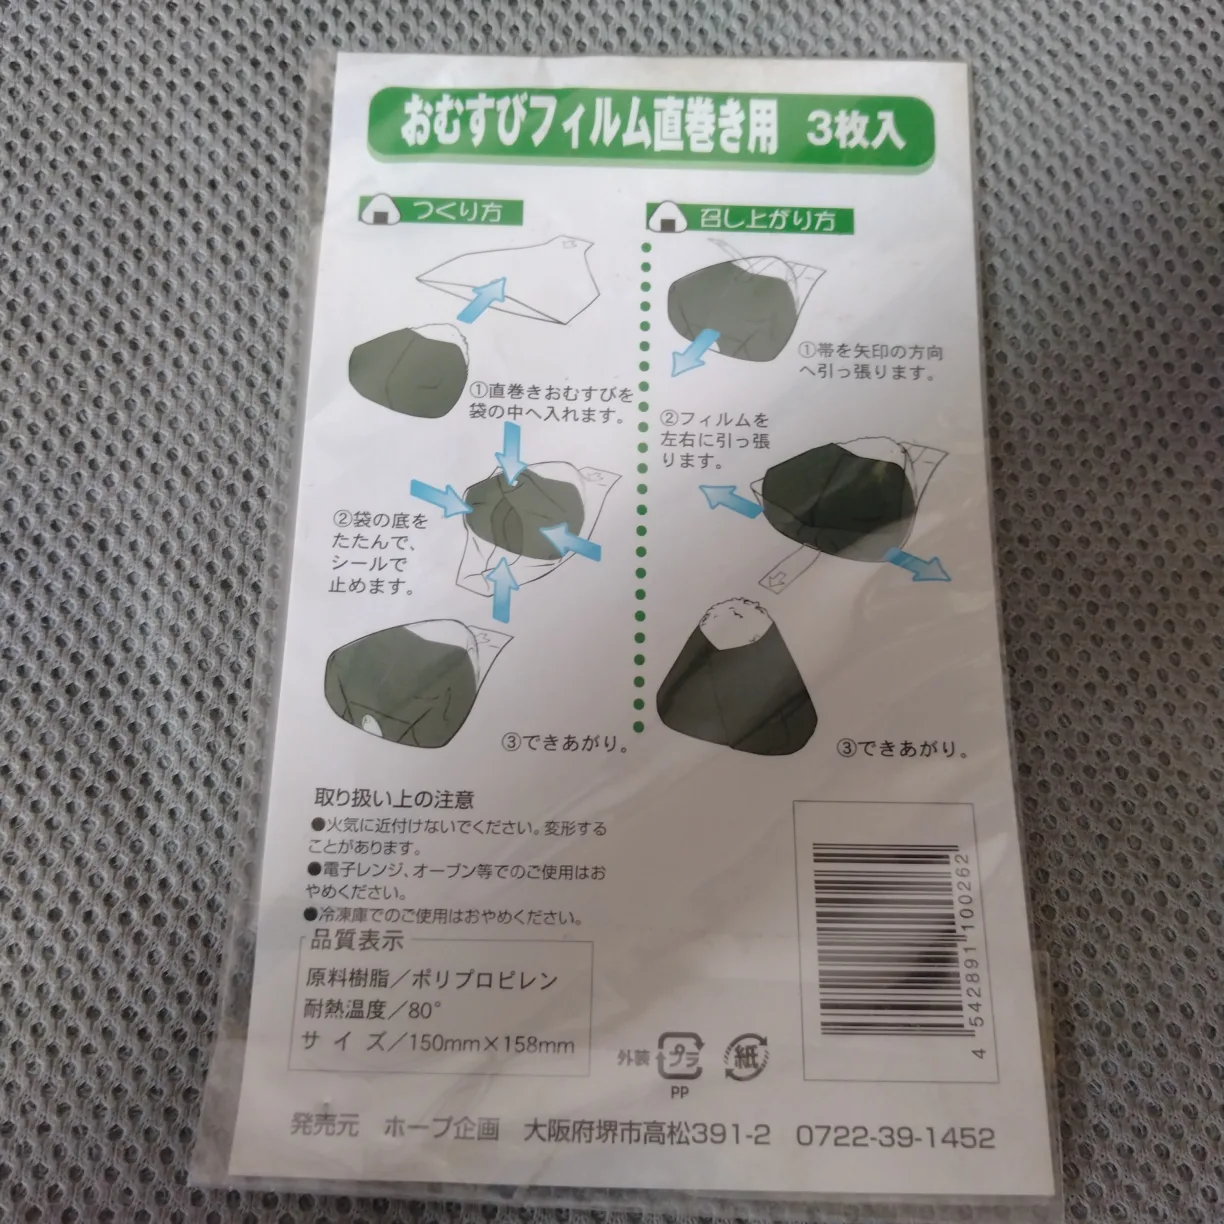 おむすびフィルム直巻き用 3枚入
つくり方
①直巻きおむすびを
袋の中へ入れます。
②袋の底を
たたんで、
シールで
止めます。
③できあがり。
召し上がり方
①帯を矢印の方向
へ引っ張ります。
②フィルムを
左右に引っ張
ります。
③できあがり。
取り扱い上の注意
●火気に近付けないでください。変形する
ことがあります。
●電子レンジ、オーブン等でのご使用はお
やめください。
●冷凍庫でのご使用はおやめください。
品質表示
原料樹脂／ポリプロピレン
耐熱温度／80°
サイズ／150mm×158mm
4 542891 100262
外装 プラ 紙
PP
発売元 ホープ企画 大阪府堺市高松391-2 0722-39-1452